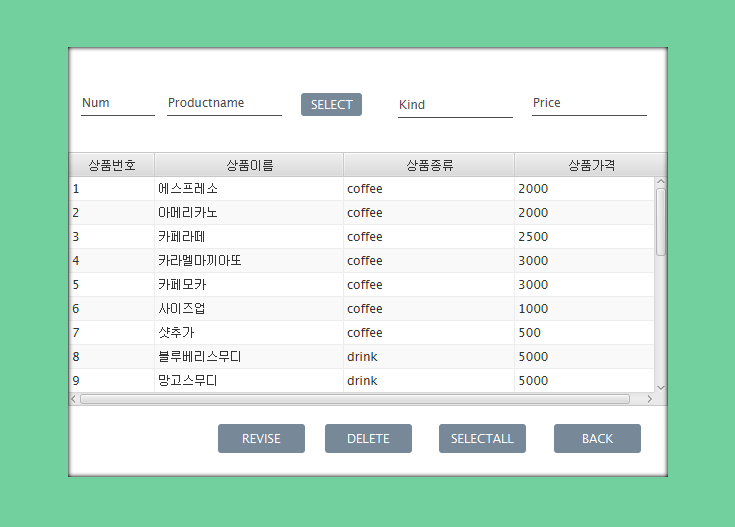 Num Productname SELECT Kind Price
상품번호 상품이름 상품종류 상품가격
1 에스프레소 coffee 2000
2 아메리카노 coffee 2000
3 카페라떼 coffee 2500
4 카라멜마끼아또 coffee 3000
5 카페모카 coffee 3000
6 사이즈업 coffee 1000
7 샷추가 coffee 500
8 블루베리스무디 drink 5000
9 망고스무디 drink 5000
REVISE DELETE SELECTALL BACK